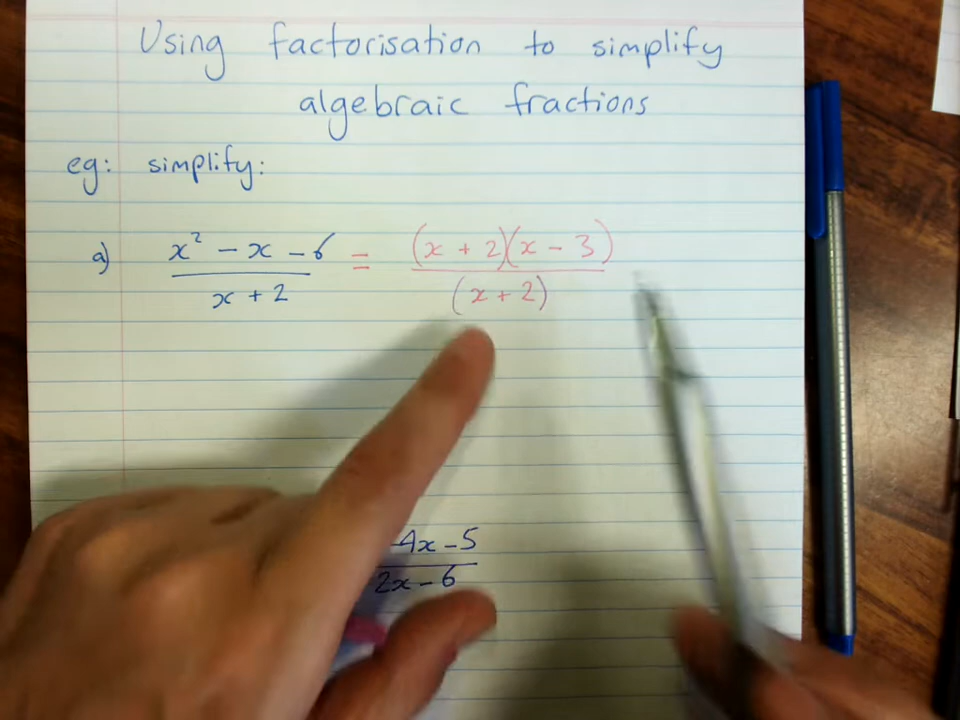 Using factorisation to simplify
algebraic fractions
eg: simplify:
a) x² - x - 6 = (x + 2)(x - 3)
x + 2 (x + 2)
4x - 5
2x - 6